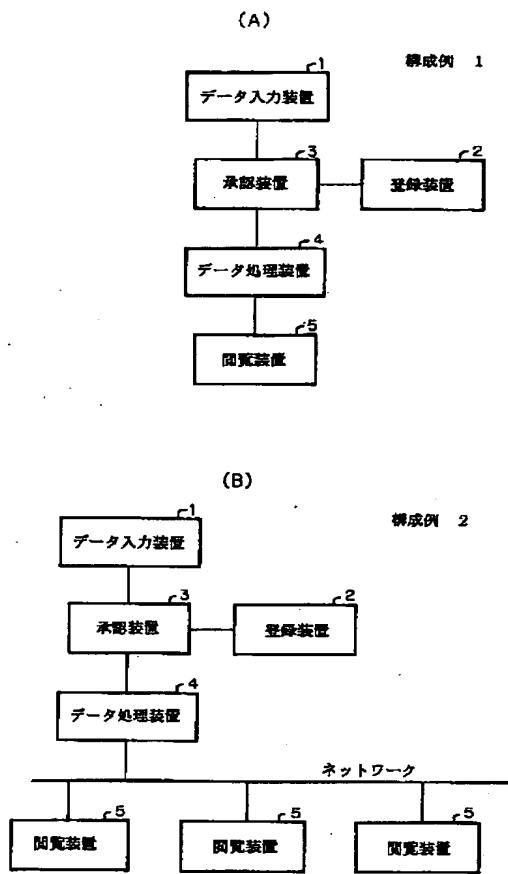 (A)
構成例 1
1
データ入力装置
3
承認装置
2
登録装置
4
データ処理装置
5
閲覧装置
(B)
構成例 2
1
データ入力装置
3
承認装置
2
登録装置
4
データ処理装置
ネットワーク
5
閲覧装置
5
閲覧装置
5
閲覧装置